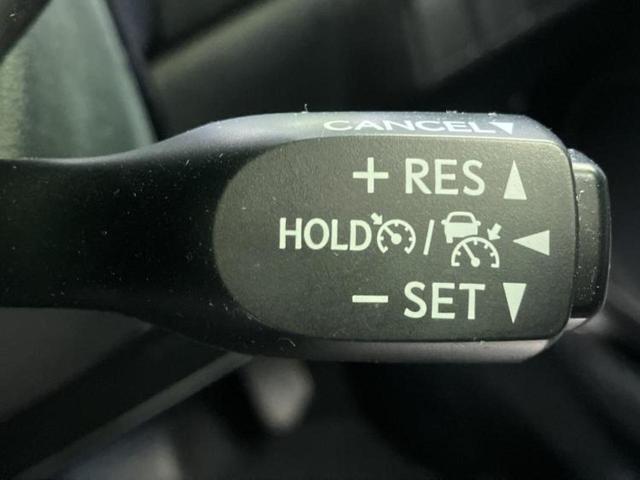 CANCEL
+ RES
HOLD /
− SET